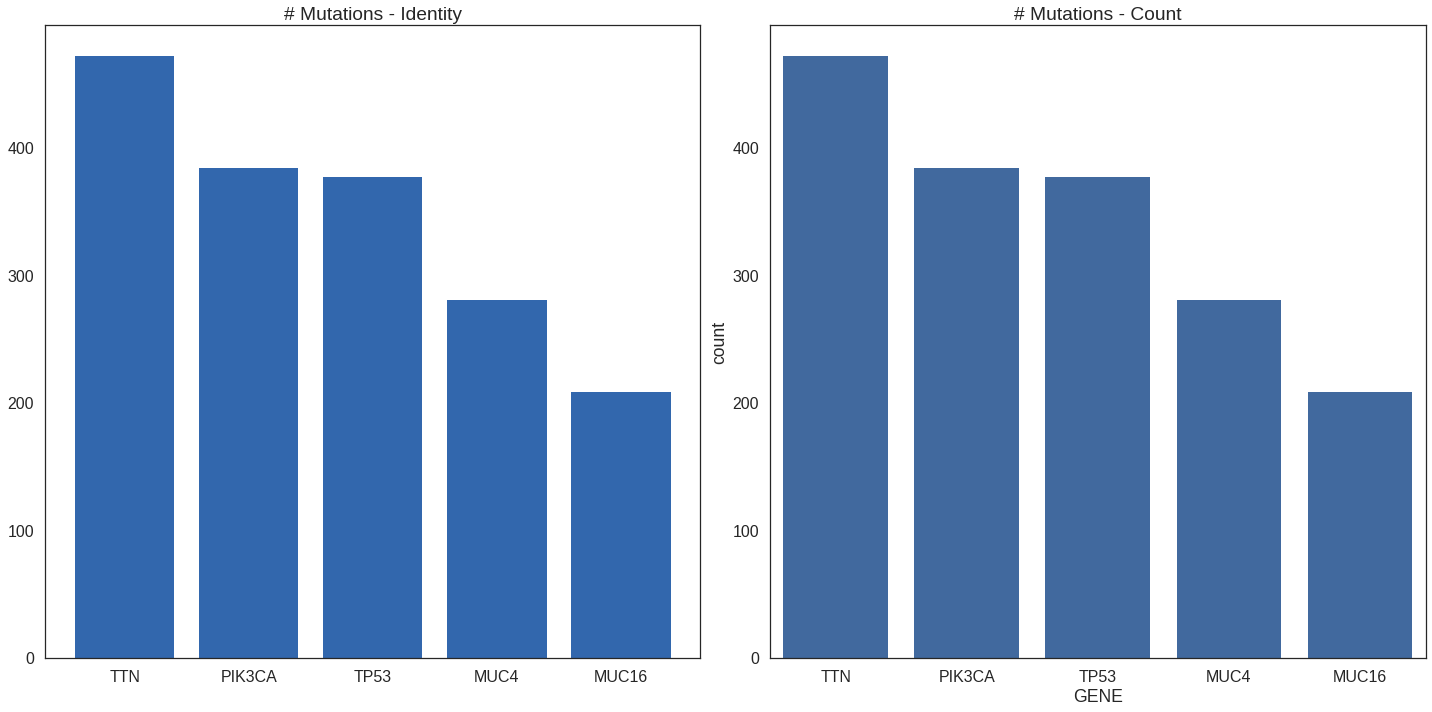 # Mutations - Identity
400
300
200
100
0
TTN PIK3CA TP53 MUC4 MUC16
# Mutations - Count
count
400
300
200
100
0
TTN PIK3CA TP53 MUC4 MUC16
GENE